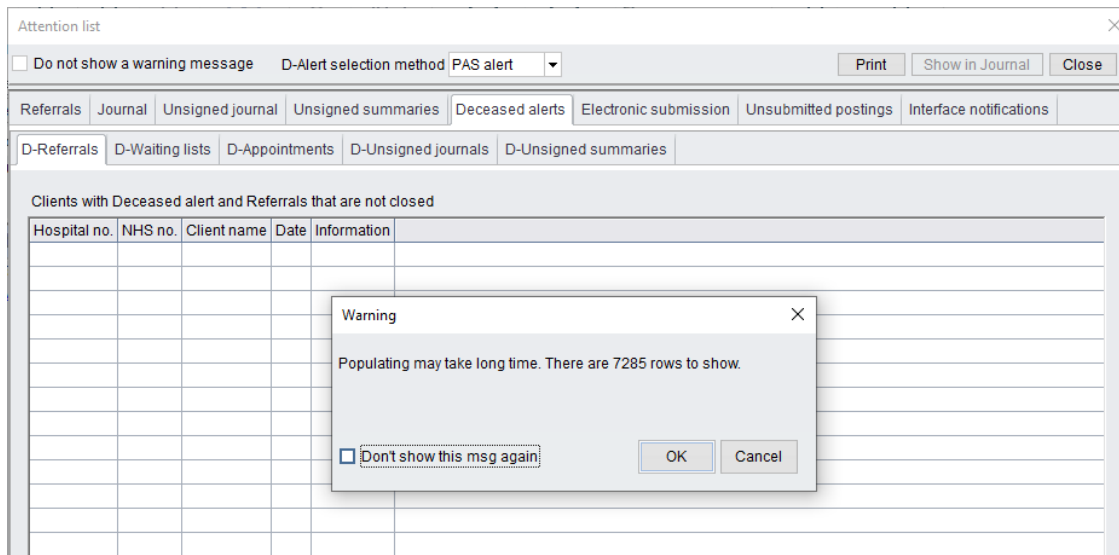 Attention list
Do not show a warning message D-Alert selection method PAS alert Print Show in Journal Close
Referrals Journal Unsigned journal Unsigned summaries Deceased alerts Electronic submission Unsubmitted postings Interface notifications
D-Referrals D-Waiting lists D-Appointments D-Unsigned journals D-Unsigned summaries
Clients with Deceased alert and Referrals that are not closed
Hospital no. NHS no. Client name Date Information
Warning
Populating may take long time. There are 7285 rows to show.
Don't show this msg again OK Cancel